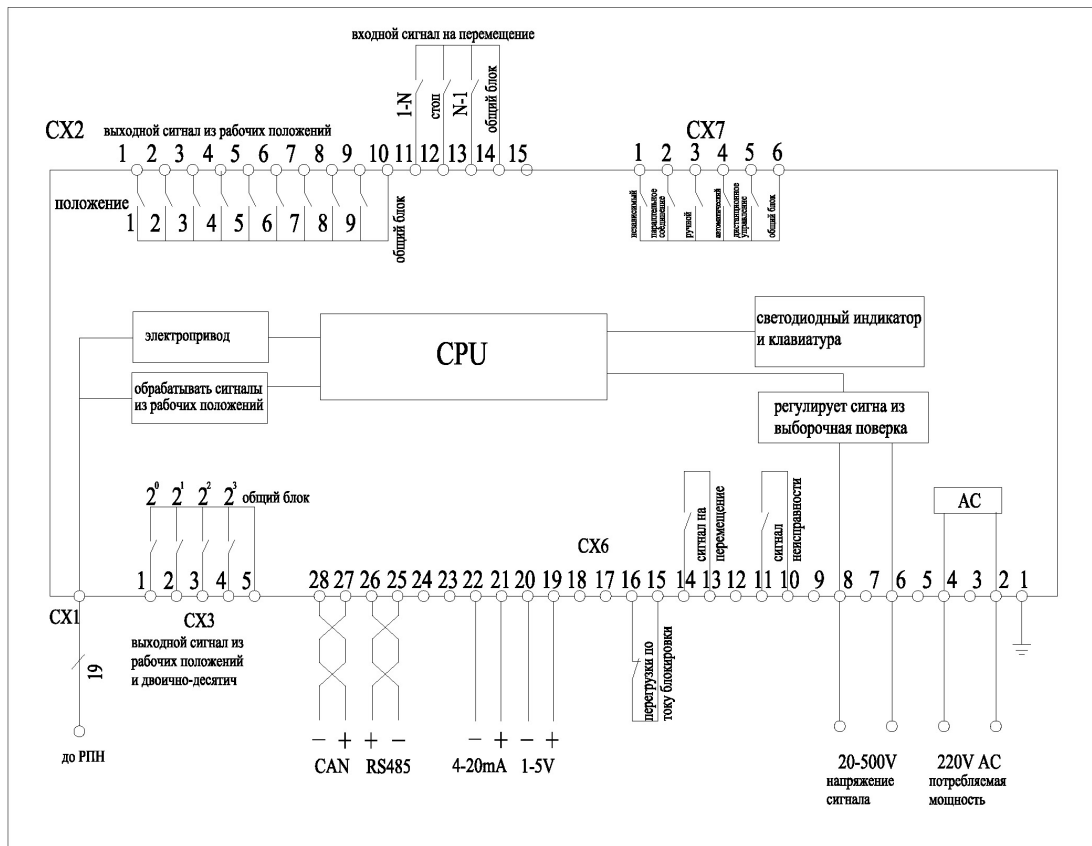 входной сигнал на перемещение
1-N
стоп
N-1
общий блок
CX2
выходной сигнал из рабочих положений
CX7
1 2 3 4 5 6 7 8 9 10 11 12 13 14 15
1 2 3 4 5 6
положение
1 2 3 4 5 6 7 8 9
общий блок
независимый
параллельное
соединение
ручной
автоматический
дистанционное
управление
общий блок
электропривод
CPU
светодиодный индикатор
и клавиатура
обрабатывать сигналы
из рабочих положений
регулирует сигна из
выборочная поверка
2⁰ 2¹ 2² 2³ общий блок
сигнал на
перемещение
сигнал
неисправности
AC
CX6
1 2 3 4 5
28 27 26 25 24 23 22 21 20 19 18 17 16 15 14 13 12 11 10 9 8 7 6 5 4 3 2 1
CX1
CX3
выходной сигнал из
рабочих положений
и двоично-десятич
19
до РПН
перегрузки по
току блокировки
− + + − − + − +
CAN RS485 4-20mA 1-5V
20-500V
напряжение
сигнала
220V AC
потребляемая
мощность